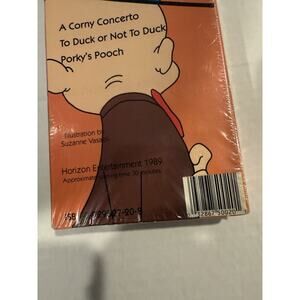 A Corny Concerto
To Duck or Not To Duck
Porky's Pooch
Illustration by
Suzanne
Horizon Entertainment 1989
Approximate running time 30 minutes